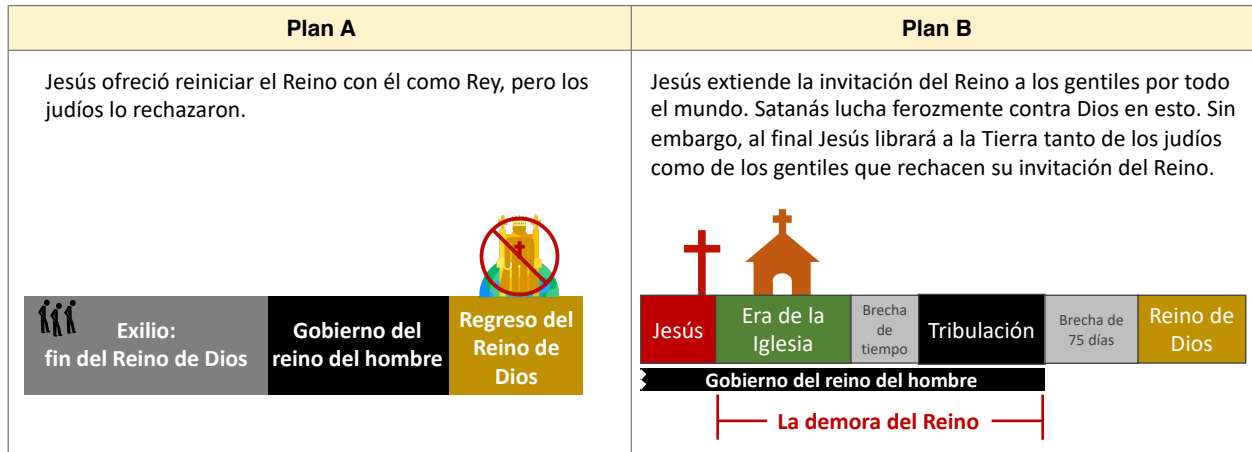 Plan A
Jesús ofreció reiniciar el Reino con él como Rey, pero los
judíos lo rechazaron.
Exilio:
fin del Reino de Dios
Gobierno del
reino del hombre
Regreso del
Reino de
Dios
Plan B
Jesús extiende la invitación del Reino a los gentiles por todo
el mundo. Satanás lucha ferozmente contra Dios en esto. Sin
embargo, al final Jesús librará a la Tierra tanto de los judíos
como de los gentiles que rechacen su invitación del Reino.
Jesús
Era de la
Iglesia
Brecha
de
tiempo
Tribulación
Brecha de
75 días
Reino de
Dios
Gobierno del reino del hombre
La demora del Reino